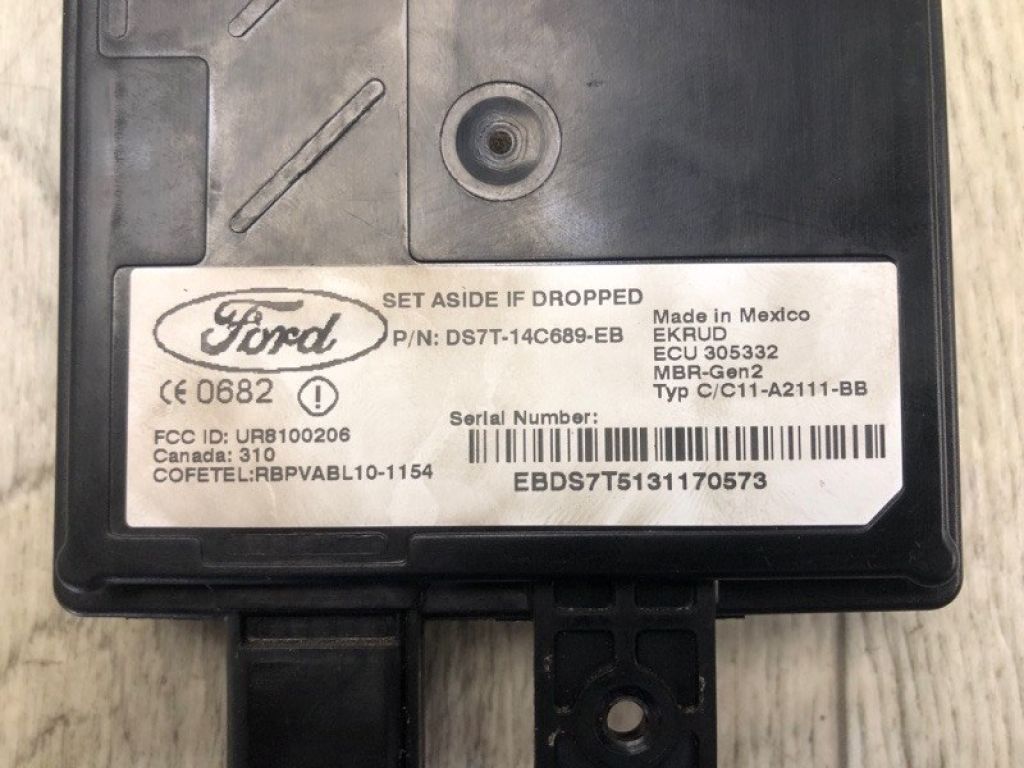 Ford
SET ASIDE IF DROPPED
P/N: DS7T-14C689-EB
Made in Mexico
EKRUD
ECU 305332
MBR-Gen2
Typ C/C11-A2111-BB
CE 0682
FCC ID: UR8100206
Canada: 310
COFETEL:RBPVABL10-1154
Serial Number:
EBDS7T5131170573